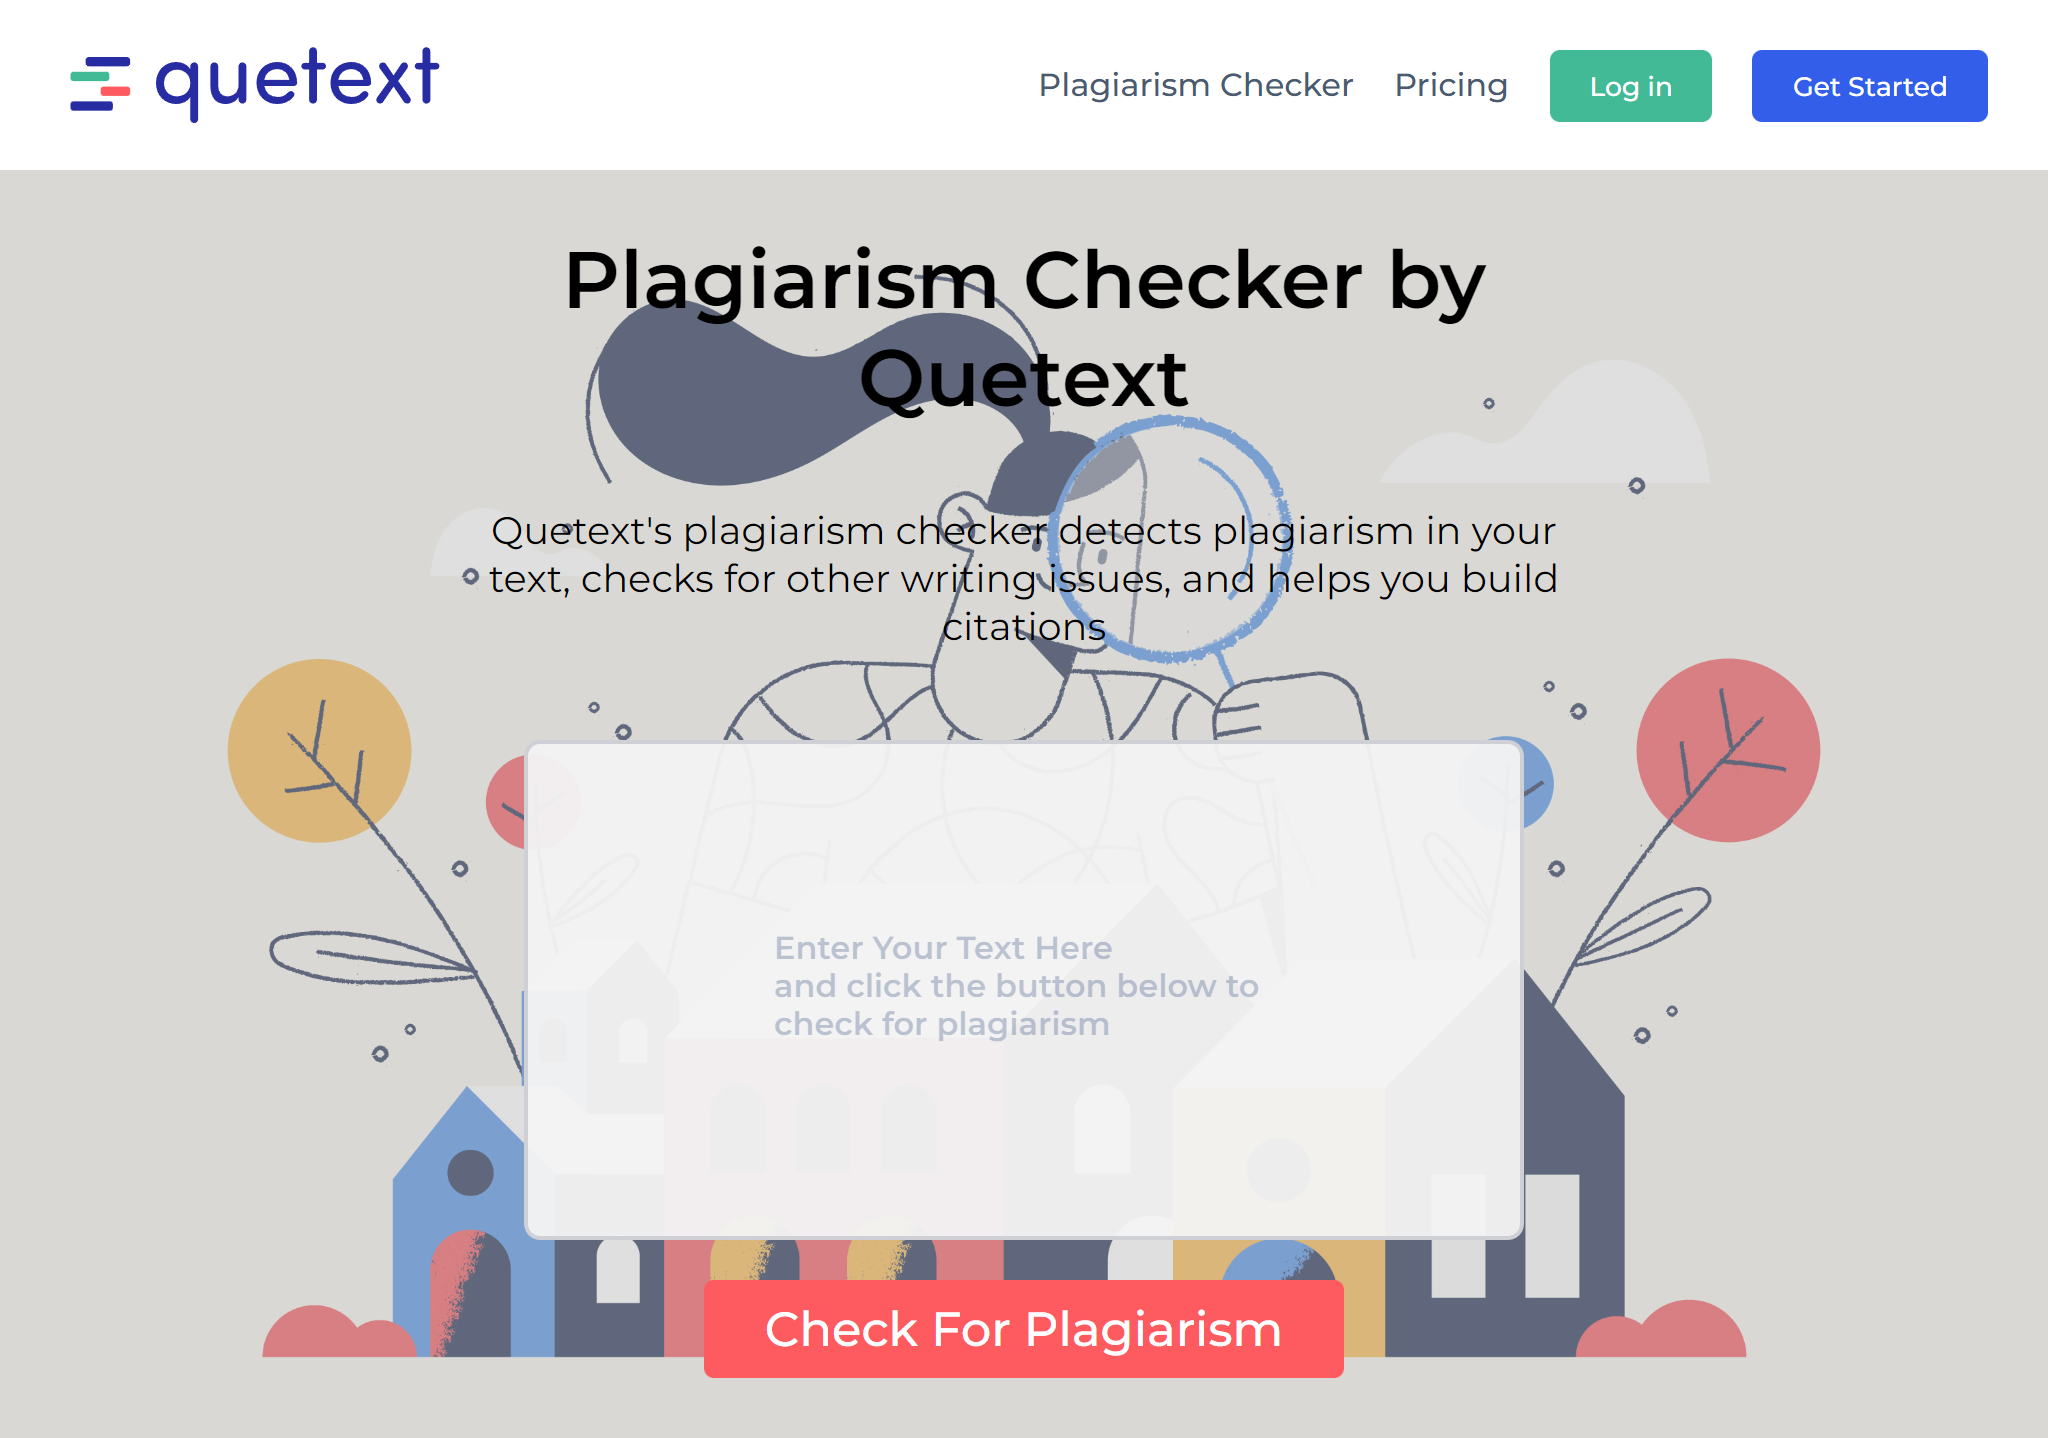 quetext
Plagiarism Checker
Pricing
Log in
Get Started
Plagiarism Checker by
Quetext
Quetext's plagiarism checker detects plagiarism in your
text, checks for other writing issues, and helps you build
citations
Enter Your Text Here
and click the button below to
check for plagiarism
Check For Plagiarism